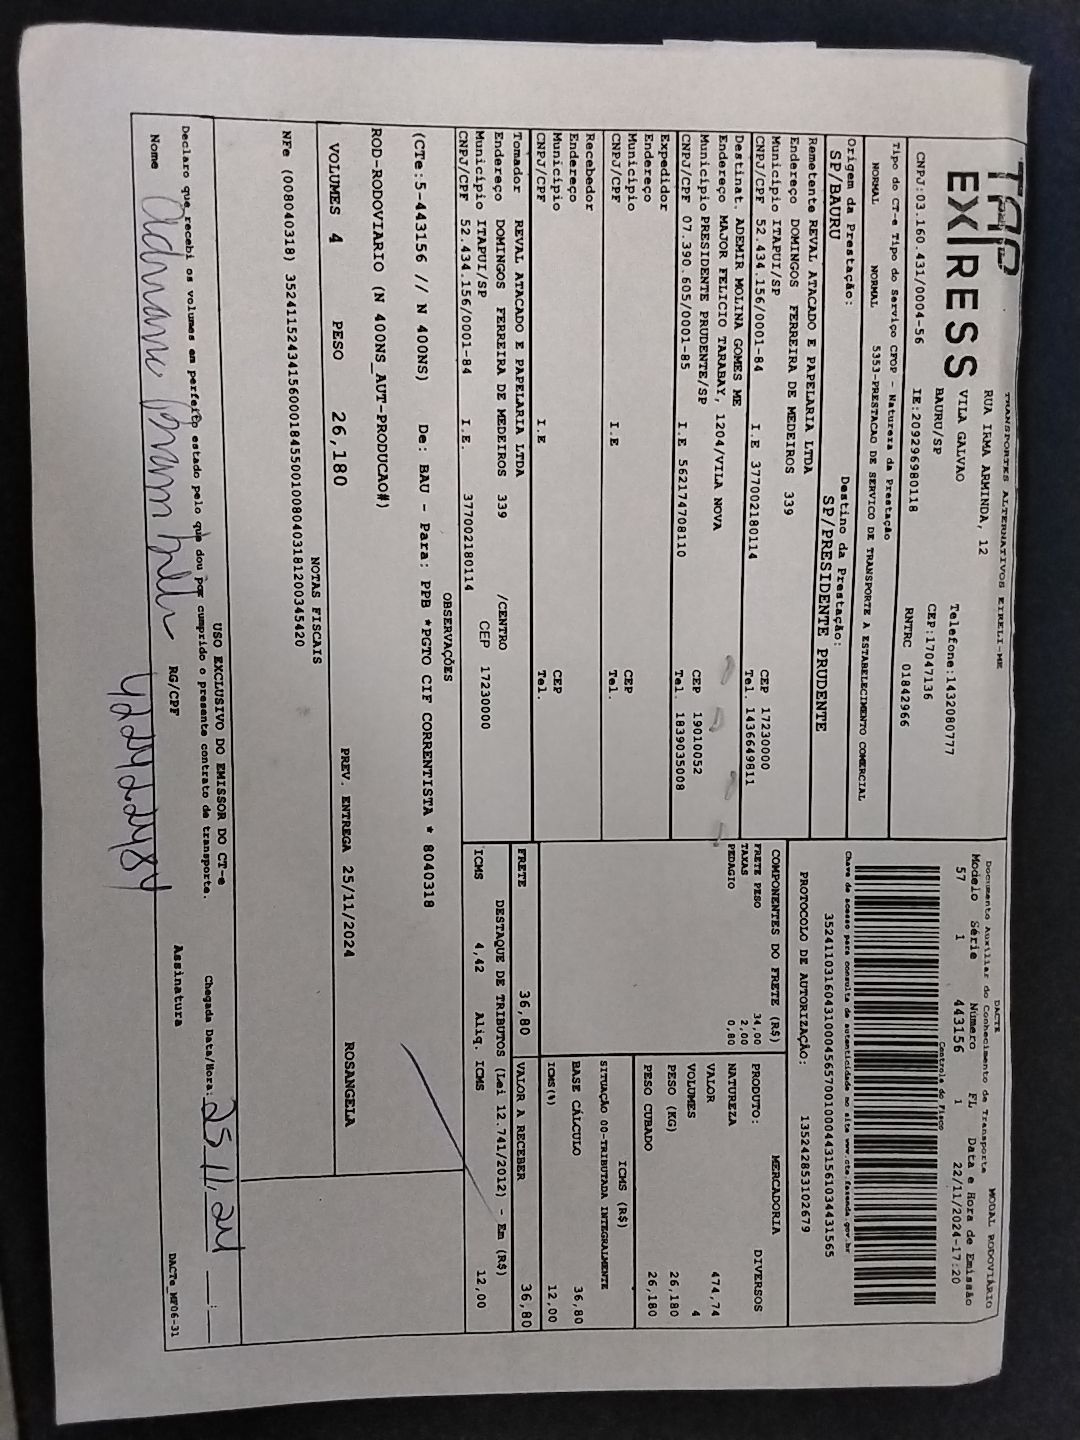 TAP
EXPRESS
TRANSPORTES ALTERNATIVOS EIRELI-ME
RUA IRMA ARMINDA, 12
VILA GALVAO
BAURU/SP
Telefone:1432080777
CEP:17047136
CNPJ:03.160.431/0004-56 IE:209296980118 RNTRC 01842966
Tipo do CT-e Tipo do Serviço CFOP - Natureza da Prestação
NORMAL NORMAL 5353-PRESTACAO DE SERVICO DE TRANSPORTE A ESTABELECIMENTO COMERCIAL
Origem da Prestação: Destino da Prestação:
SP/BAURU SP/PRESIDENTE PRUDENTE
Remetente REVAL ATACADO E PAPELARIA LTDA
Endereço DOMINGOS FERREIRA DE MEDEIROS 339
Município ITAPUI/SP CEP 17230000
CNPJ/CPF 52.434.156/0001-84 I.E 377002180114 Tel. 1436649811
Destinat. ADEMIR MOLINA GOMES ME
Endereço MAJOR FELICIO TARABAY, 1204/VILA NOVA
Município PRESIDENTE PRUDENTE/SP CEP 19010052
CNPJ/CPF 07.390.605/0001-85 I.E 562174708110 Tel. 1839035008
Expedidor
Endereço
Município CEP
CNPJ/CPF I.E Tel.
Recebedor
Endereço
Município CEP
CNPJ/CPF I.E Tel.
Tomador REVAL ATACADO E PAPELARIA LTDA
Endereço DOMINGOS FERREIRA DE MEDEIROS 339 /CENTRO
Município ITAPUI/SP CEP 17230000
CNPJ/CPF 52.434.156/0001-84 I.E. 377002180114
DACTE MODAL RODOVIÁRIO
Documento Auxiliar do Conhecimento de Transporte
Modelo Série Número FL Data e Hora de Emissão
57 1 443156 1 22/11/2024-17:20
Controle do Fisco
Chave de acesso para consulta de autenticidade no site www.cte.fazenda.gov.br
35241103160431000456570010004431561034431565
PROTOCOLO DE AUTORIZAÇÃO: 135242853102679
COMPONENTES DO FRETE (R$)
FRETE PESO 34,00
TAXAS 2,00
PEDAGIO 0,80
MERCADORIA
PRODUTO: DIVERSOS
NATUREZA
VALOR 474,74
VOLUMES 4
PESO (KG) 26,180
PESO CUBADO 26,180
ICMS (R$)
SITUAÇÃO 00-TRIBUTADA INTEGRALMENTE
BASE CÁLCULO 36,80
ICMS(%) 12,00
FRETE 36,80 VALOR A RECEBER 36,80
DESTAQUE DE TRIBUTOS (Lei 12.741/2012) - Em (R$)
ICMS 4,42 Aliq. ICMS 12,00
OBSERVAÇÕES
(CTe:5-443156 // N 400NS) De: BAU - Para: PPB *PGTO CIF CORRENTISTA * 8040318
ROD-RODOVIARIO (N 400NS_AUT-PRODUCAO#)
VOLUMES 4 PESO 26,180 PREV. ENTREGA 25/11/2024 ROSANGELA
NOTAS FISCAIS
NFe (008040318) 35241152434156000184550010080403181200345420
USO EXCLUSIVO DO EMISSOR DO CT-e
Declaro que recebi os volumes em perfeito estado pelo que dou por cumprido o presente contrato de transporte. Chegada Data/Hora: 25/11/24 __:__
Nome RG/CPF Assinatura
DACTe_MF06-31